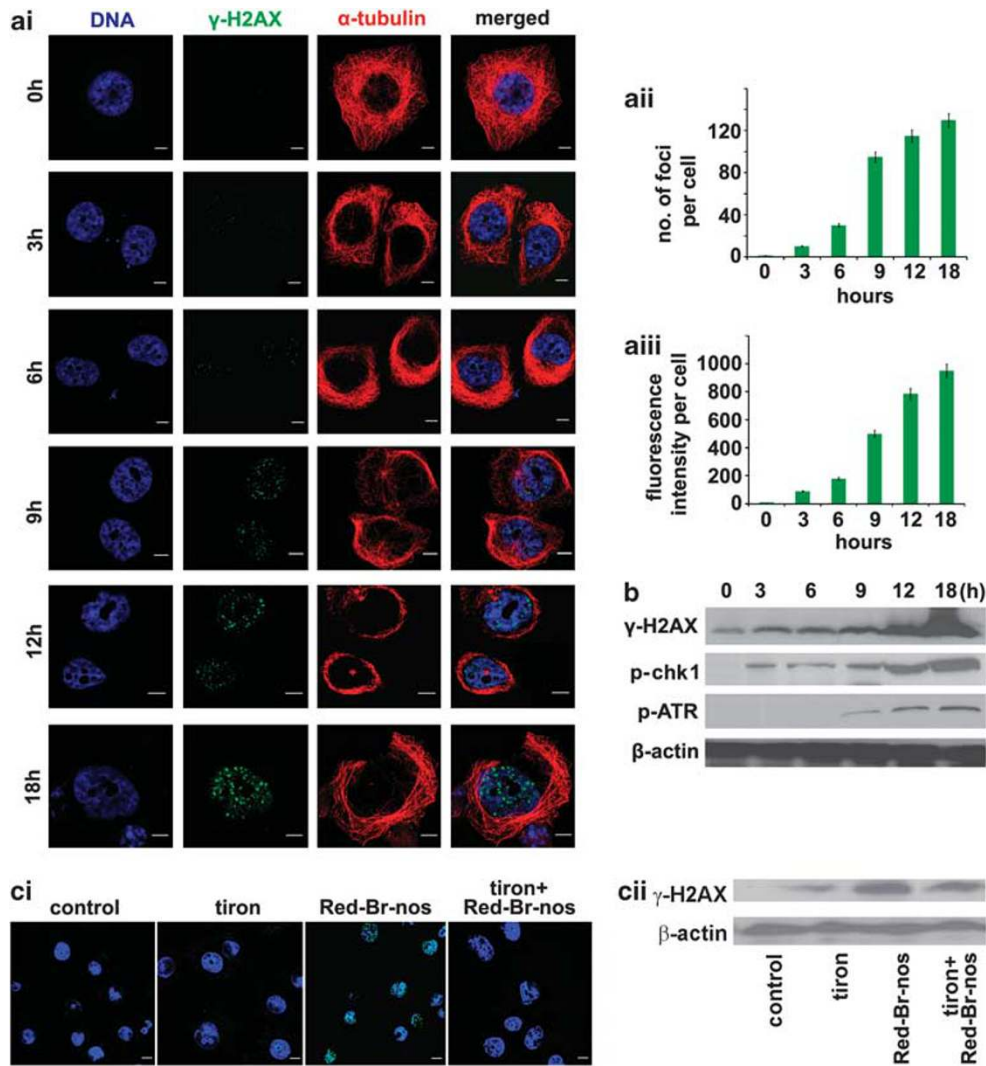 ai
DNA γ-H2AX α-tubulin merged
0h
3h
6h
9h
12h
18h
aii
no. of foci
per cell
120
80
40
0
0 3 6 9 12 18
hours
aiii
fluorescence
intensity per cell
1000
800
600
400
200
0
0 3 6 9 12 18
hours
b
0 3 6 9 12 18(h)
γ-H2AX
p-chk1
p-ATR
β-actin
ci
control tiron Red-Br-nos tiron+
Red-Br-nos
cii
γ-H2AX
β-actin
control
tiron
Red-Br-nos
tiron+
Red-Br-nos